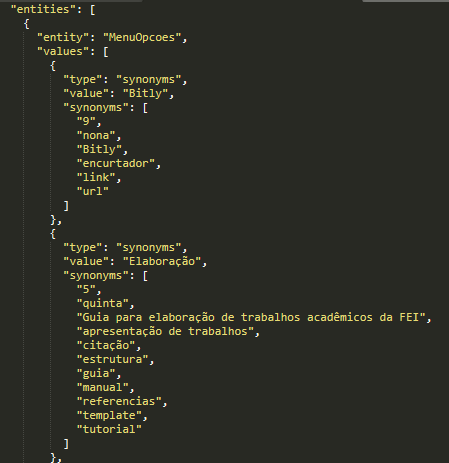 "entities": [
{
"entity": "MenuOpcoes",
"values": [
{
"type": "synonyms",
"value": "Bitly",
"synonyms": [
"9",
"nona",
"Bitly",
"encurtador",
"link",
"url"
]
},
{
"type": "synonyms",
"value": "Elaboração",
"synonyms": [
"5",
"quinta",
"Guia para elaboração de trabalhos acadêmicos da FEI",
"apresentação de trabalhos",
"citação",
"estrutura",
"guia",
"manual",
"referencias",
"template",
"tutorial"
]
},